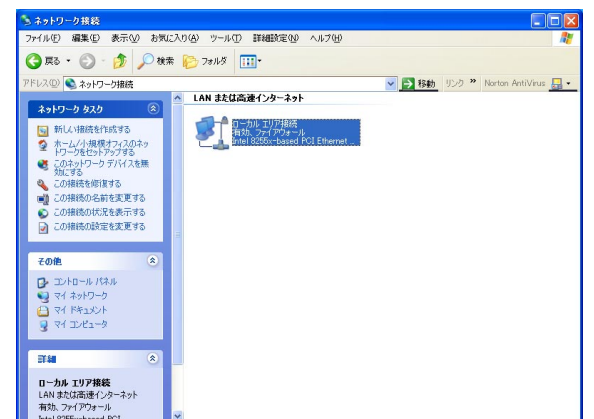 ネットワーク接続
ファイル(F) 編集(E) 表示(V) お気に入り(A) ツール(T) 詳細設定(N) ヘルプ(H)
戻る 検索 フォルダ
アドレス(D) ネットワーク接続 移動 リンク » Norton AntiVirus
ネットワーク タスク
新しい接続を作成する
ホーム/小規模オフィスのネッ
トワークをセットアップする
このネットワーク デバイスを無
効にする
この接続を修復する
この接続の名前を変更する
この接続の状況を表示する
この接続の設定を変更する
その他
コントロール パネル
マイ ネットワーク
マイ ドキュメント
マイ コンピュータ
詳細
ローカル エリア接続
LAN または高速インターネット
有効, ファイアウォール
Intel 8255x-based PCI
LAN または高速インターネット
ローカル エリア接続
有効, ファイアウォール
Intel 8255x-based PCI Ethernet ...